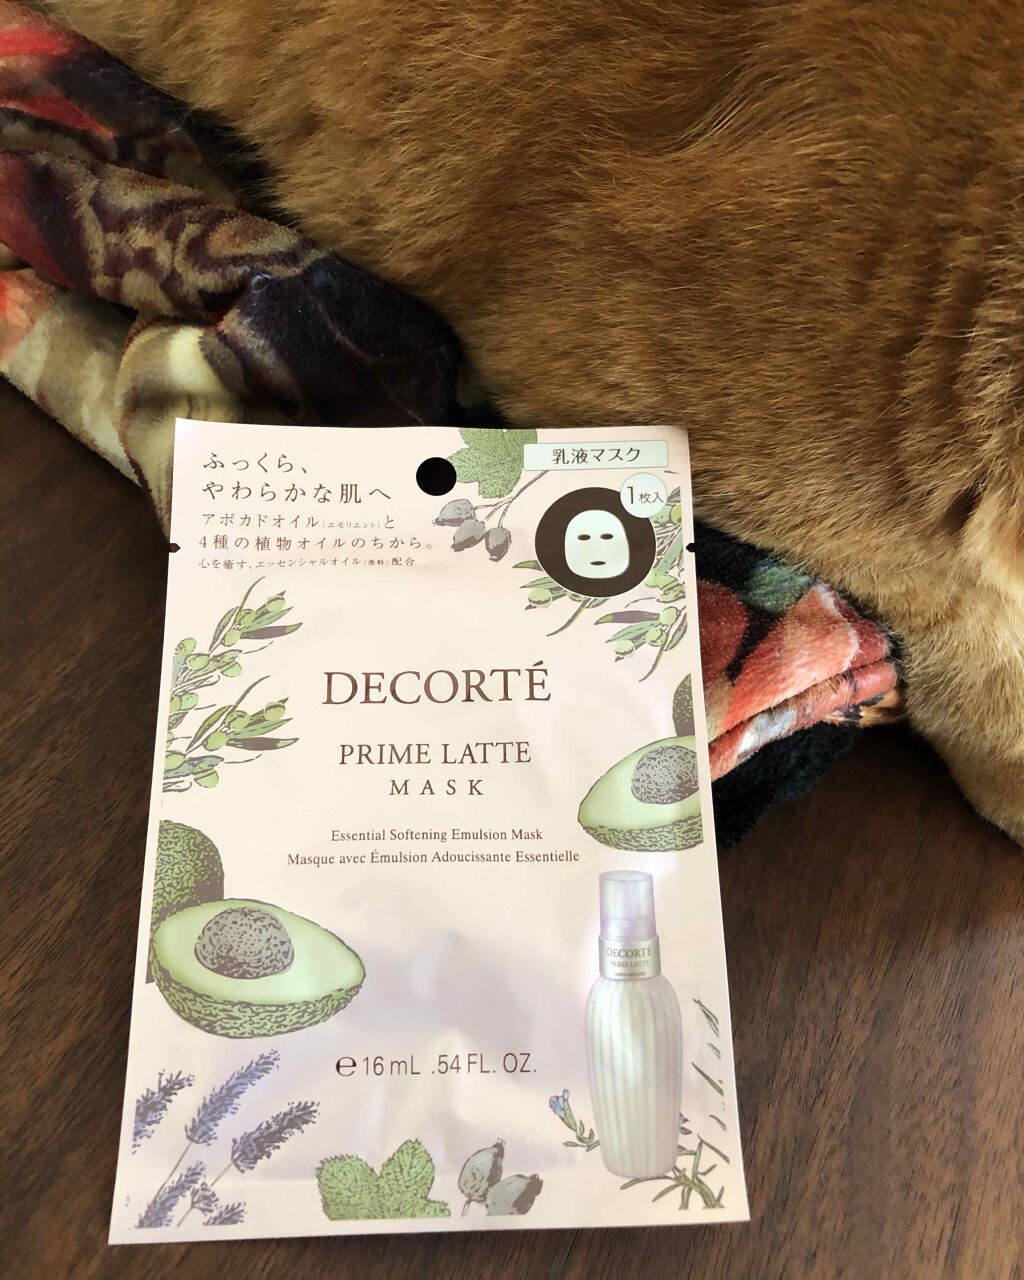 ふっくら、
やわらかな肌へ
アボカドオイル(エモリエント)と
4種の植物オイルのちから。
心を癒す、エッセンシャルオイル(香料)配合
乳液マスク
1枚入
DECORTÉ
PRIME LATTE
MASK
Essential Softening Emulsion Mask
Masque avec Émulsion Adoucissante Essentielle
DECORTÉ
PRIME LATTE
℮16mL .54FL. OZ.